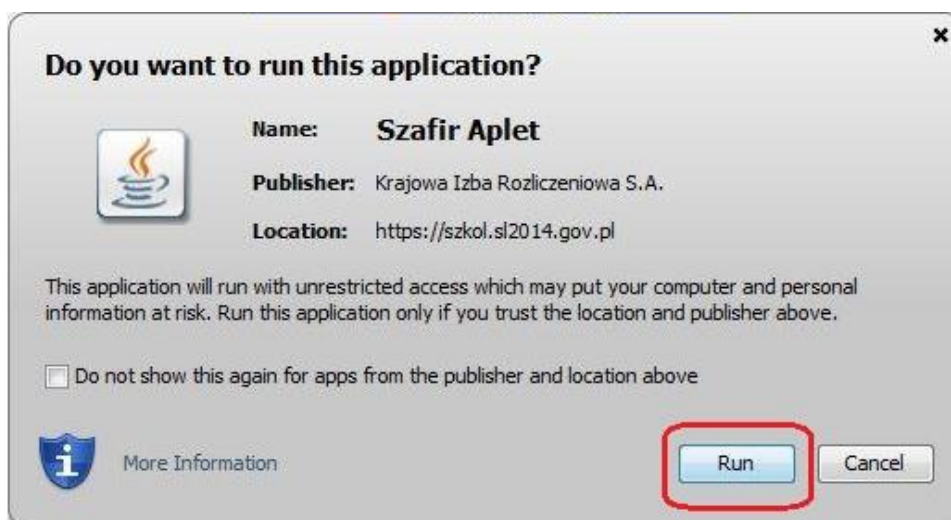 Do you want to run this application?
Name: Szafir Aplet
Publisher: Krajowa Izba Rozliczeniowa S.A.
Location: https://szkol.sl2014.gov.pl
This application will run with unrestricted access which may put your computer and personal
information at risk. Run this application only if you trust the location and publisher above.
Do not show this again for apps from the publisher and location above
More Information
Run
Cancel